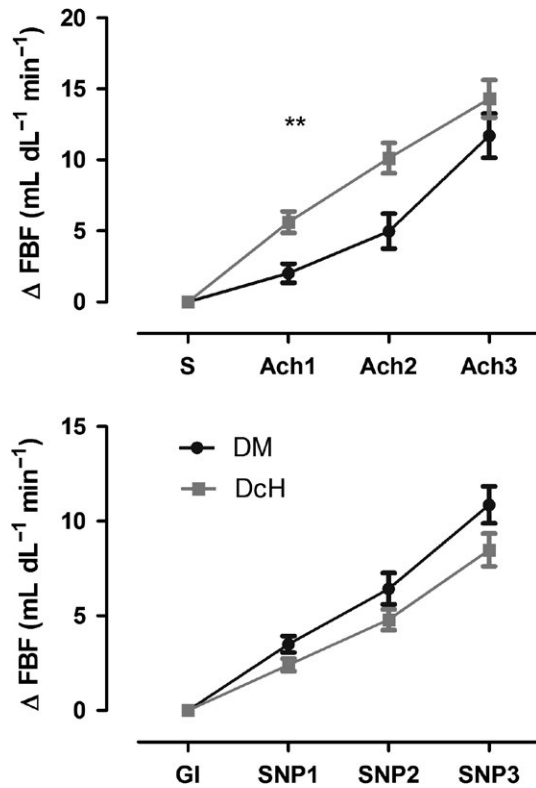 Δ FBF (mL dL⁻¹ min⁻¹)
20
15
10
5
0
**
S Ach1 Ach2 Ach3
Δ FBF (mL dL⁻¹ min⁻¹)
15
10
5
0
DM
DcH
GI SNP1 SNP2 SNP3